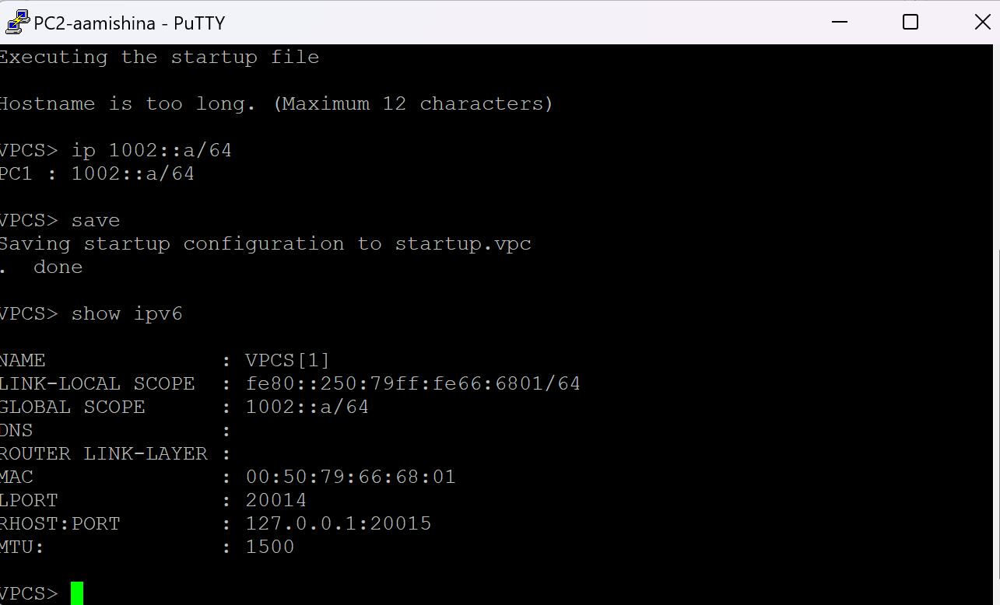 PC2-aamishina - PuTTY
Executing the startup file
Hostname is too long. (Maximum 12 characters)
VPCS> ip 1002::a/64
PC1 : 1002::a/64
VPCS> save
Saving startup configuration to startup.vpc
.  done
VPCS> show ipv6
NAME              : VPCS[1]
LINK-LOCAL SCOPE  : fe80::250:79ff:fe66:6801/64
GLOBAL SCOPE      : 1002::a/64
DNS               :
ROUTER LINK-LAYER :
MAC               : 00:50:79:66:68:01
LPORT             : 20014
RHOST:PORT        : 127.0.0.1:20015
MTU:              : 1500
VPCS>